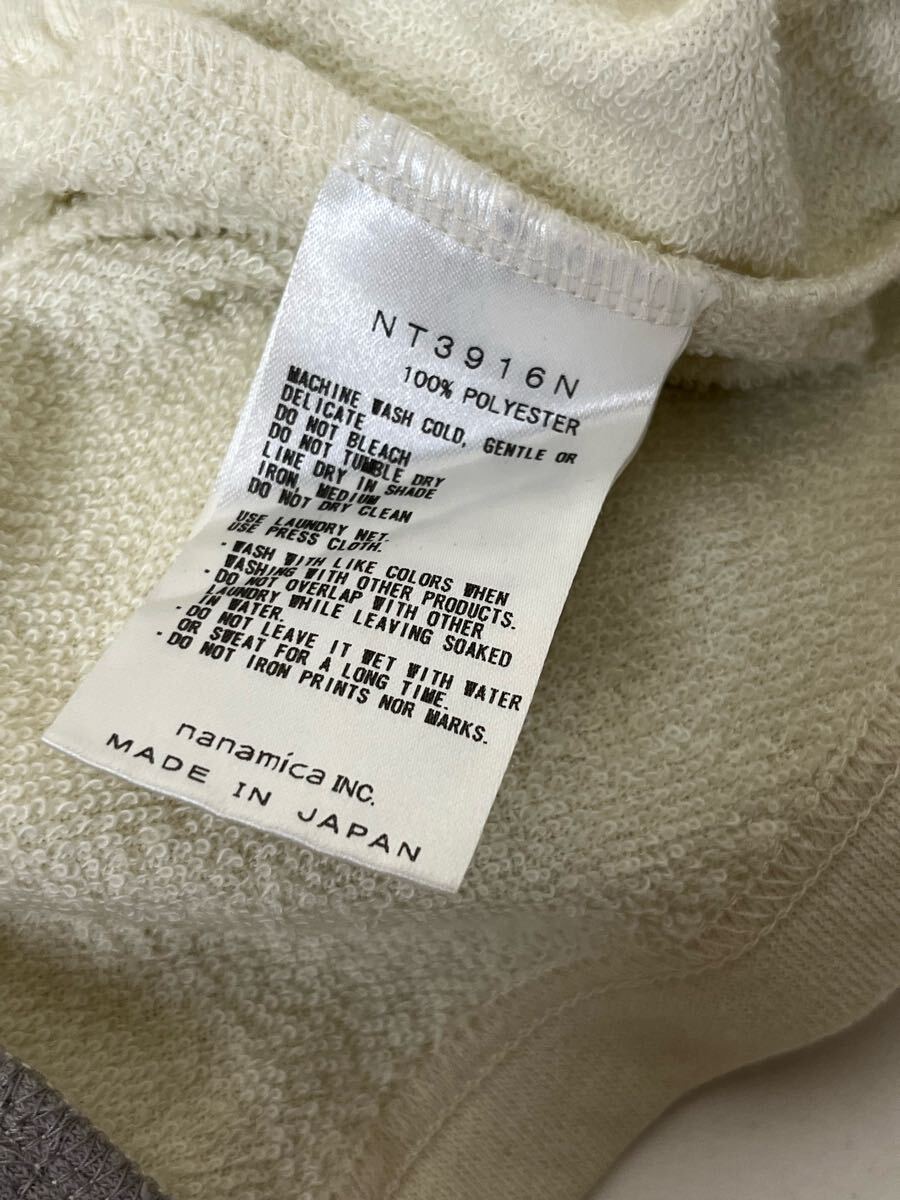 NT3916N
100% POLYESTER
MACHINE WASH COLD, GENTLE OR
DELICATE
DO NOT BLEACH
DO NOT TUMBLE DRY
LINE DRY IN SHADE
IRON, MEDIUM
DO NOT DRY CLEAN
USE LAUNDRY NET.
USE PRESS CLOTH.
・WASH WITH LIKE COLORS WHEN
WASHING WITH OTHER PRODUCTS.
・DO NOT OVERLAP WITH OTHER
LAUNDRY WHILE LEAVING SOAKED
IN WATER.
・DO NOT LEAVE IT WET WITH WATER
OR SWEAT FOR A LONG TIME.
・DO NOT IRON PRINTS NOR MARKS.
nanamica INC.
MADE IN JAPAN